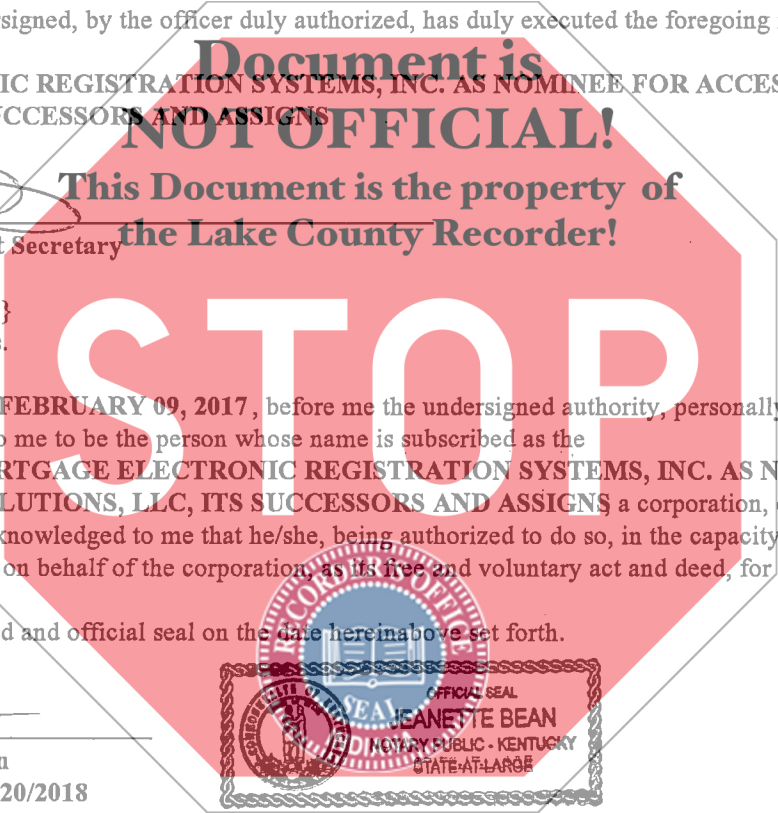 rsigned, by the officer duly authorized, has duly executed the foregoing
Document is
IC REGISTRATION SYSTEMS, INC. AS NOMINEE FOR ACCES
CCESSORS AND ASSIGNS
NOT OFFICIAL!
This Document is the property of
the Lake County Recorder!
t Secretary
}
.
FEBRUARY 09, 2017, before me the undersigned authority, personally
o me to be the person whose name is subscribed as the
RTGAGE ELECTRONIC REGISTRATION SYSTEMS, INC. AS N
LUTIONS, LLC, ITS SUCCESSORS AND ASSIGNS a corporation,
knowledged to me that he/she, being authorized to do so, in the capacity
on behalf of the corporation, as its free and voluntary act and deed, for
STOP
d and official seal on the date hereinabove set forth.
RECORDER'S OFFICE
SEAL
INDIANA
OFFICIAL SEAL
JEANETTE BEAN
NOTARY PUBLIC - KENTUCKY
STATE-AT-LARGE
n
20/2018